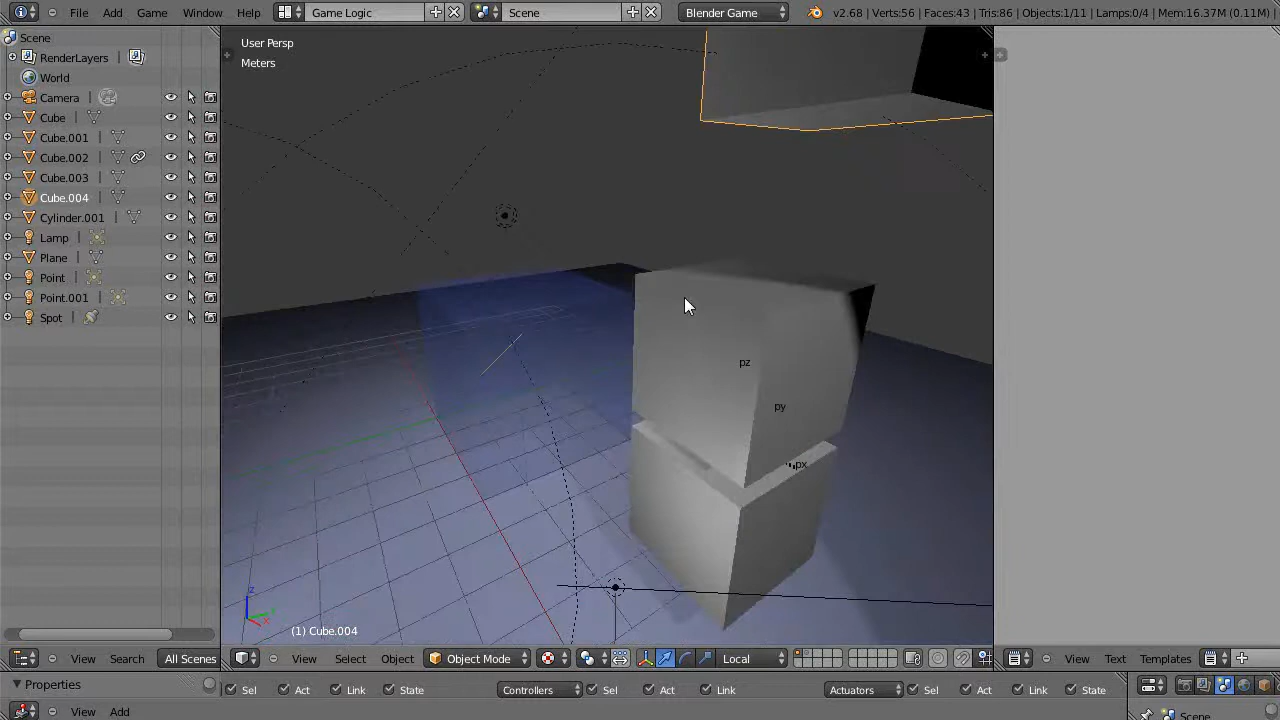 File Add Game Window Help Game Logic Scene Blender Game v2.68 | Verts:56 | Faces:43 | Tris:86 | Objects:1/11 | Lamps:0/4 | Mem:16.37M (0.11M) |
Scene
RenderLayers |
World
Camera |
Cube |
Cube.001 |
Cube.002 |
Cube.003 |
Cube.004 |
Cylinder.001 |
Lamp |
Plane |
Point |
Point.001 |
Spot |
View Search All Scenes
User Persp
Meters
pz
py
px
z
(1) Cube.004
View Select Object Object Mode Local
View Text Templates
Properties
View Add
Sel Act Link State Controllers Sel Act Link Actuators Sel Act Link State
Scene